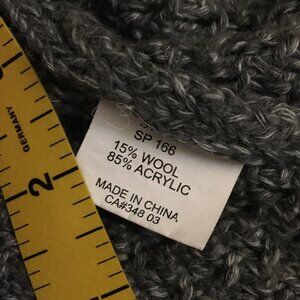 GERMANY
2
SP 166
15% WOOL
85% ACRYLIC
MADE IN CHINA
CA#348 03